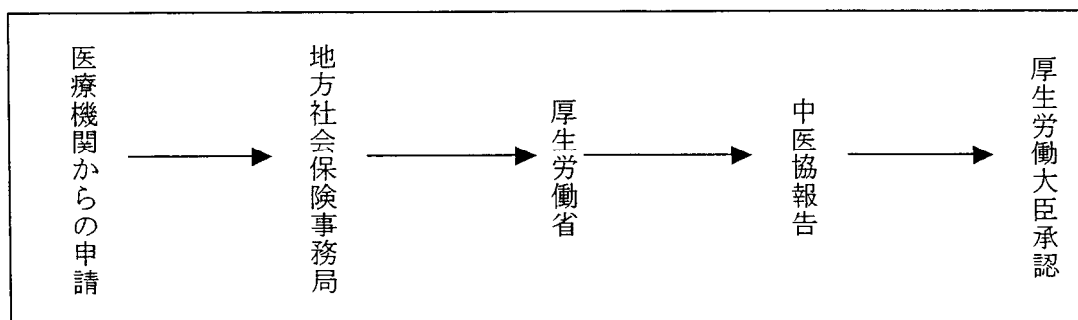 医療機関からの申請
地方社会保険事務局
厚生労働省
中医協報告
厚生労働大臣承認